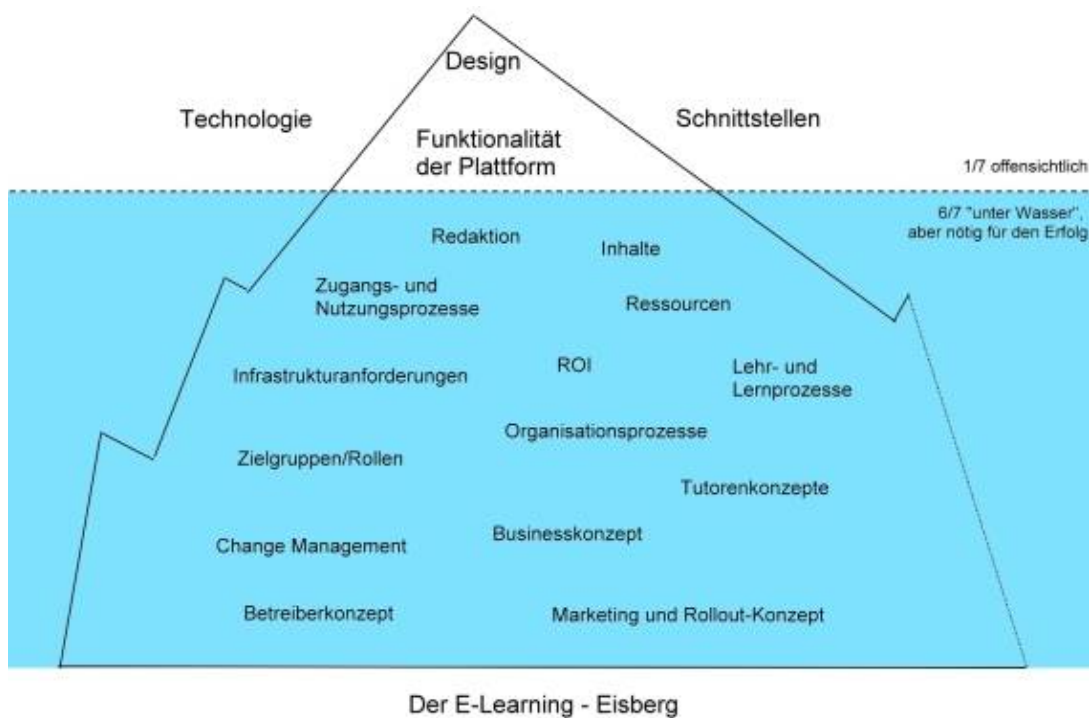 Design
Technologie
Schnittstellen
Funktionalität
der Plattform
1/7 offensichtlich
6/7 "unter Wasser",
aber nötig für den Erfolg
Redaktion
Inhalte
Zugangs- und
Nutzungsprozesse
Ressourcen
Infrastrukturanforderungen
ROI
Lehr- und
Lernprozesse
Organisationsprozesse
Zielgruppen/Rollen
Tutorenkonzepte
Businesskonzept
Change Management
Betreiberkonzept
Marketing und Rollout-Konzept
Der E-Learning - Eisberg